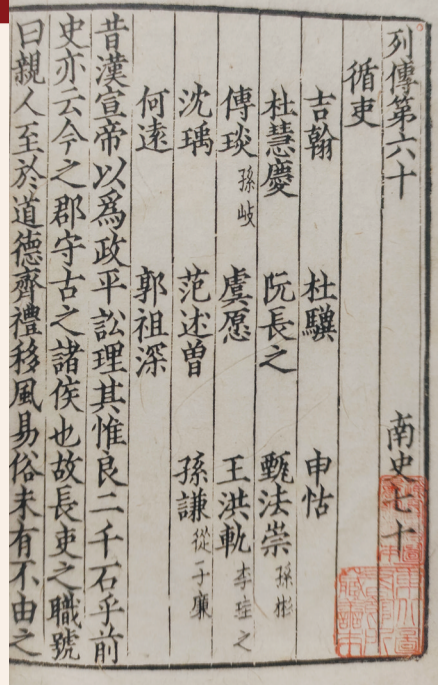 列傳第六十 南史七十
循吏
吉翰 杜驥 申恬
杜慧慶 阮長之 甄法崇 孫彬
傅琰 孫岐 虞愿 王洪軌 李珪之
沈瑀 范述曾 孫謙 從子廉
何遠 郭祖深
昔漢宣帝以爲政平訟理其惟良二千石乎前
史亦云今之郡守古之諸侯也故長吏之職號
曰親人至於道德齊禮移風易俗未有不由之